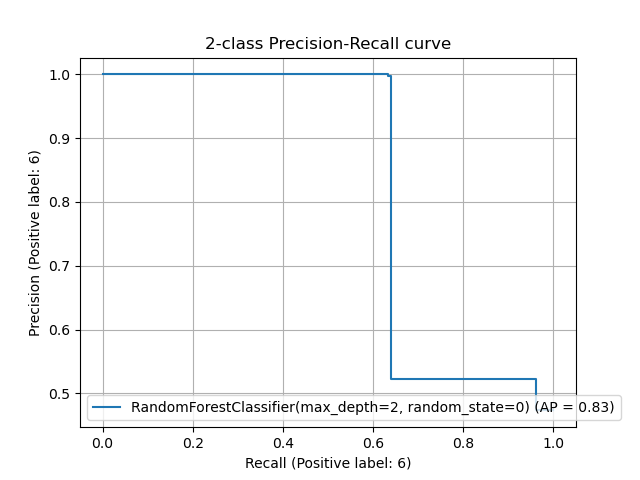 2-class Precision-Recall curve
1.0
0.9
0.8
0.7
0.6
0.5
Precision (Positive label: 6)
RandomForestClassifier(max_depth=2, random_state=0) (AP = 0.83)
0.0 0.2 0.4 0.6 0.8 1.0
Recall (Positive label: 6)